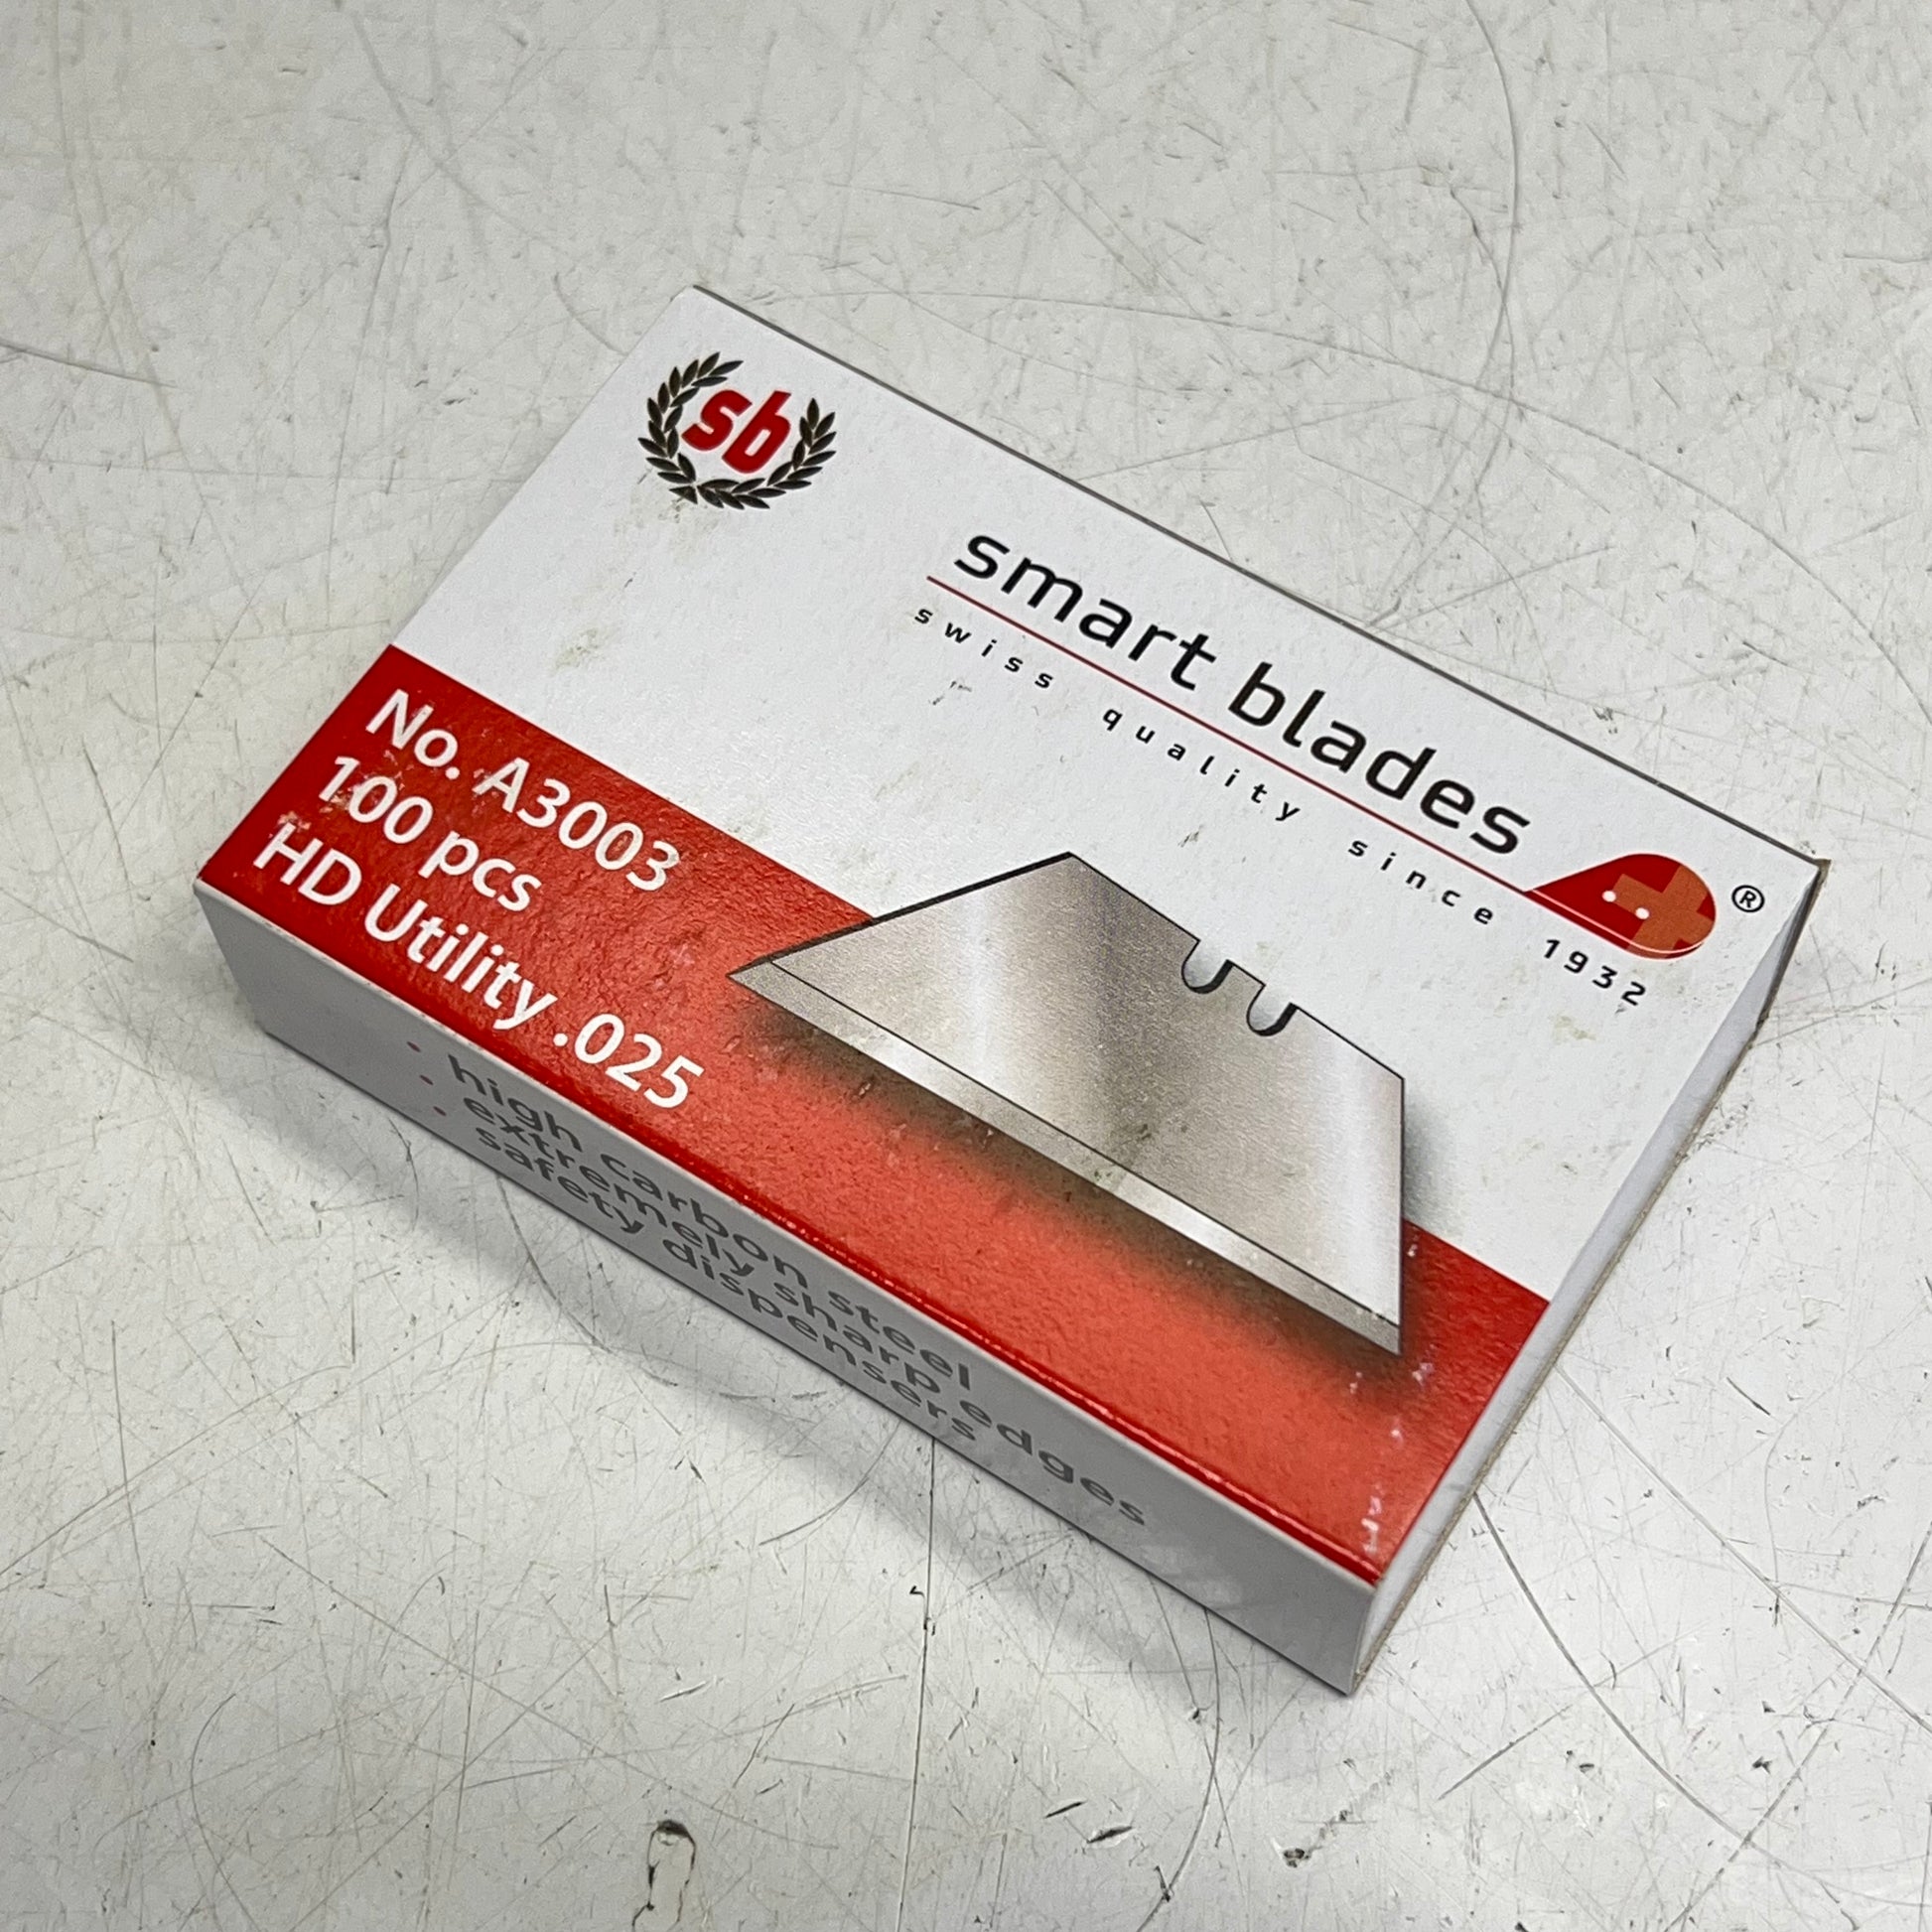 sb
smart blades
swiss quality since 1932
®
No. A3003
100 pcs
HD Utility .025
• high carbon steel
• extremely sharp edges
• safety dispensers